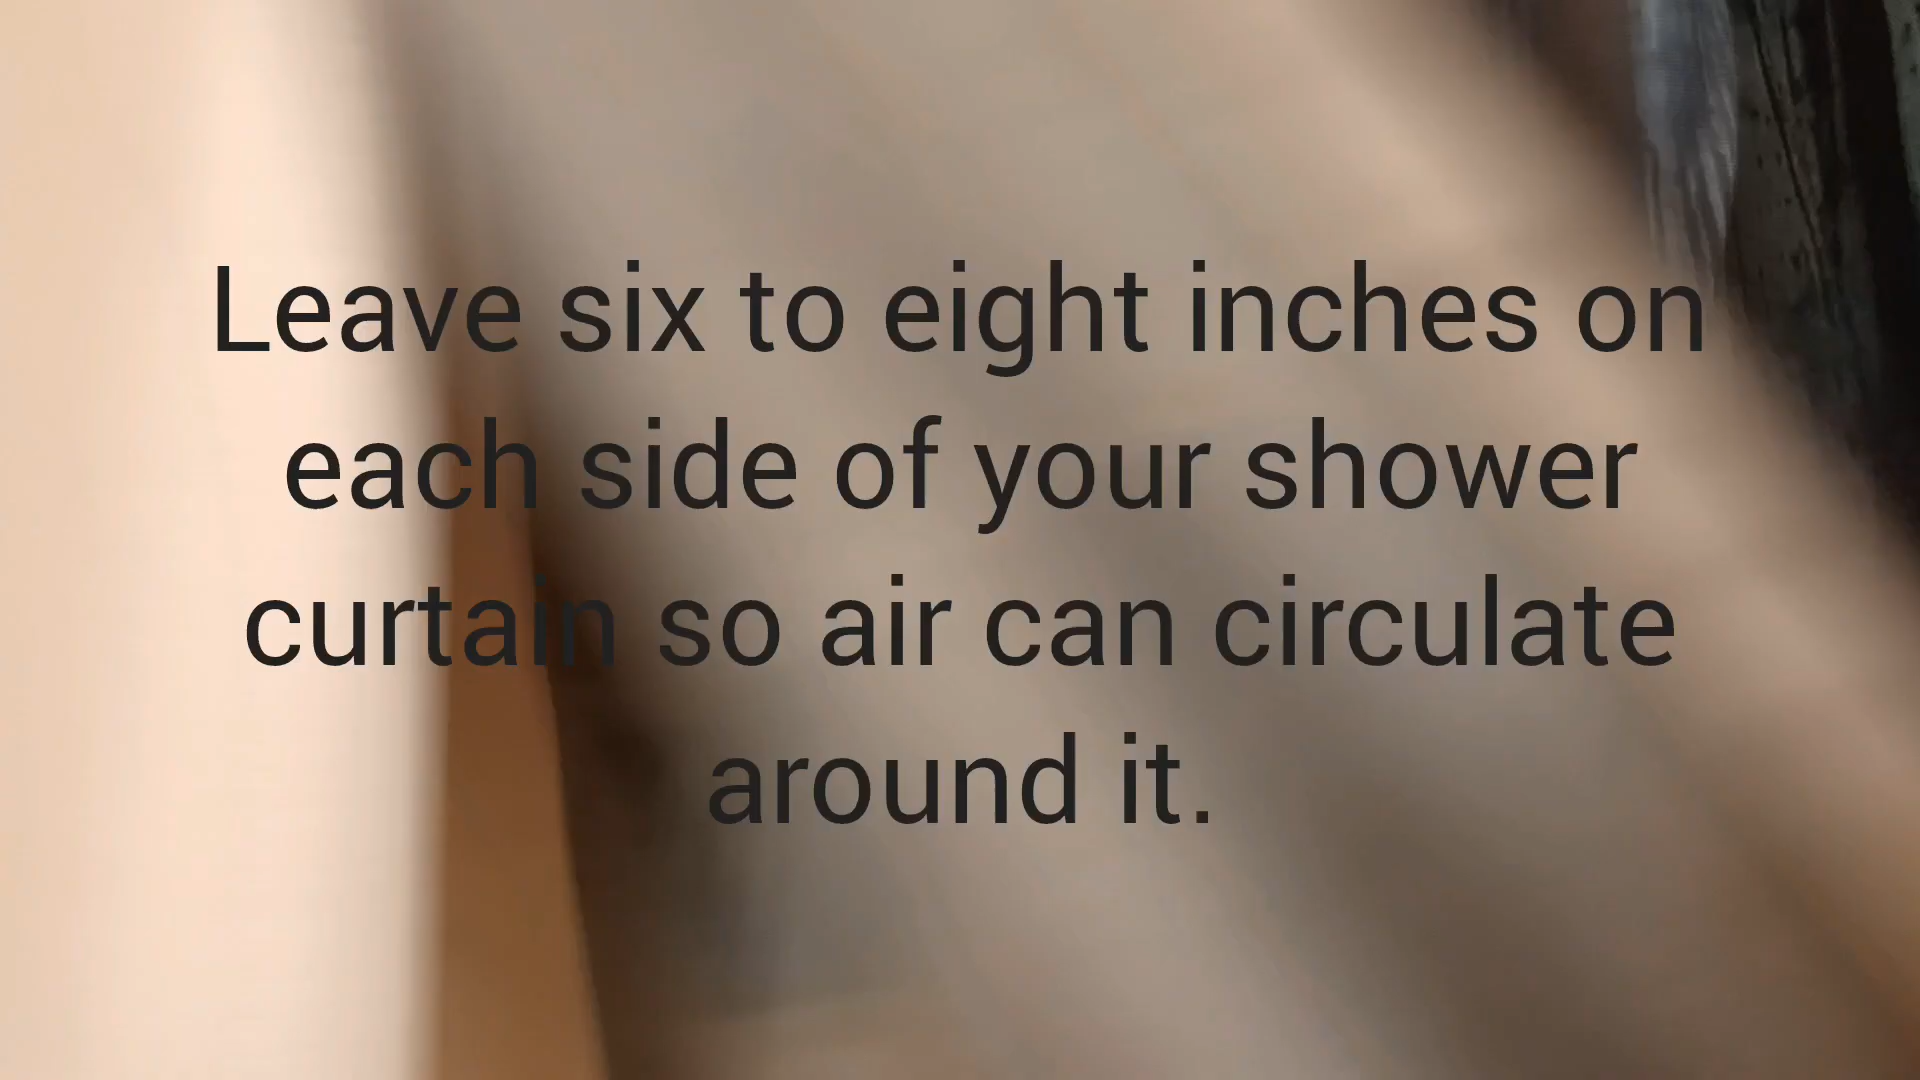 Leave six to eight inches on
each side of your shower
curtain so air can circulate
around it.